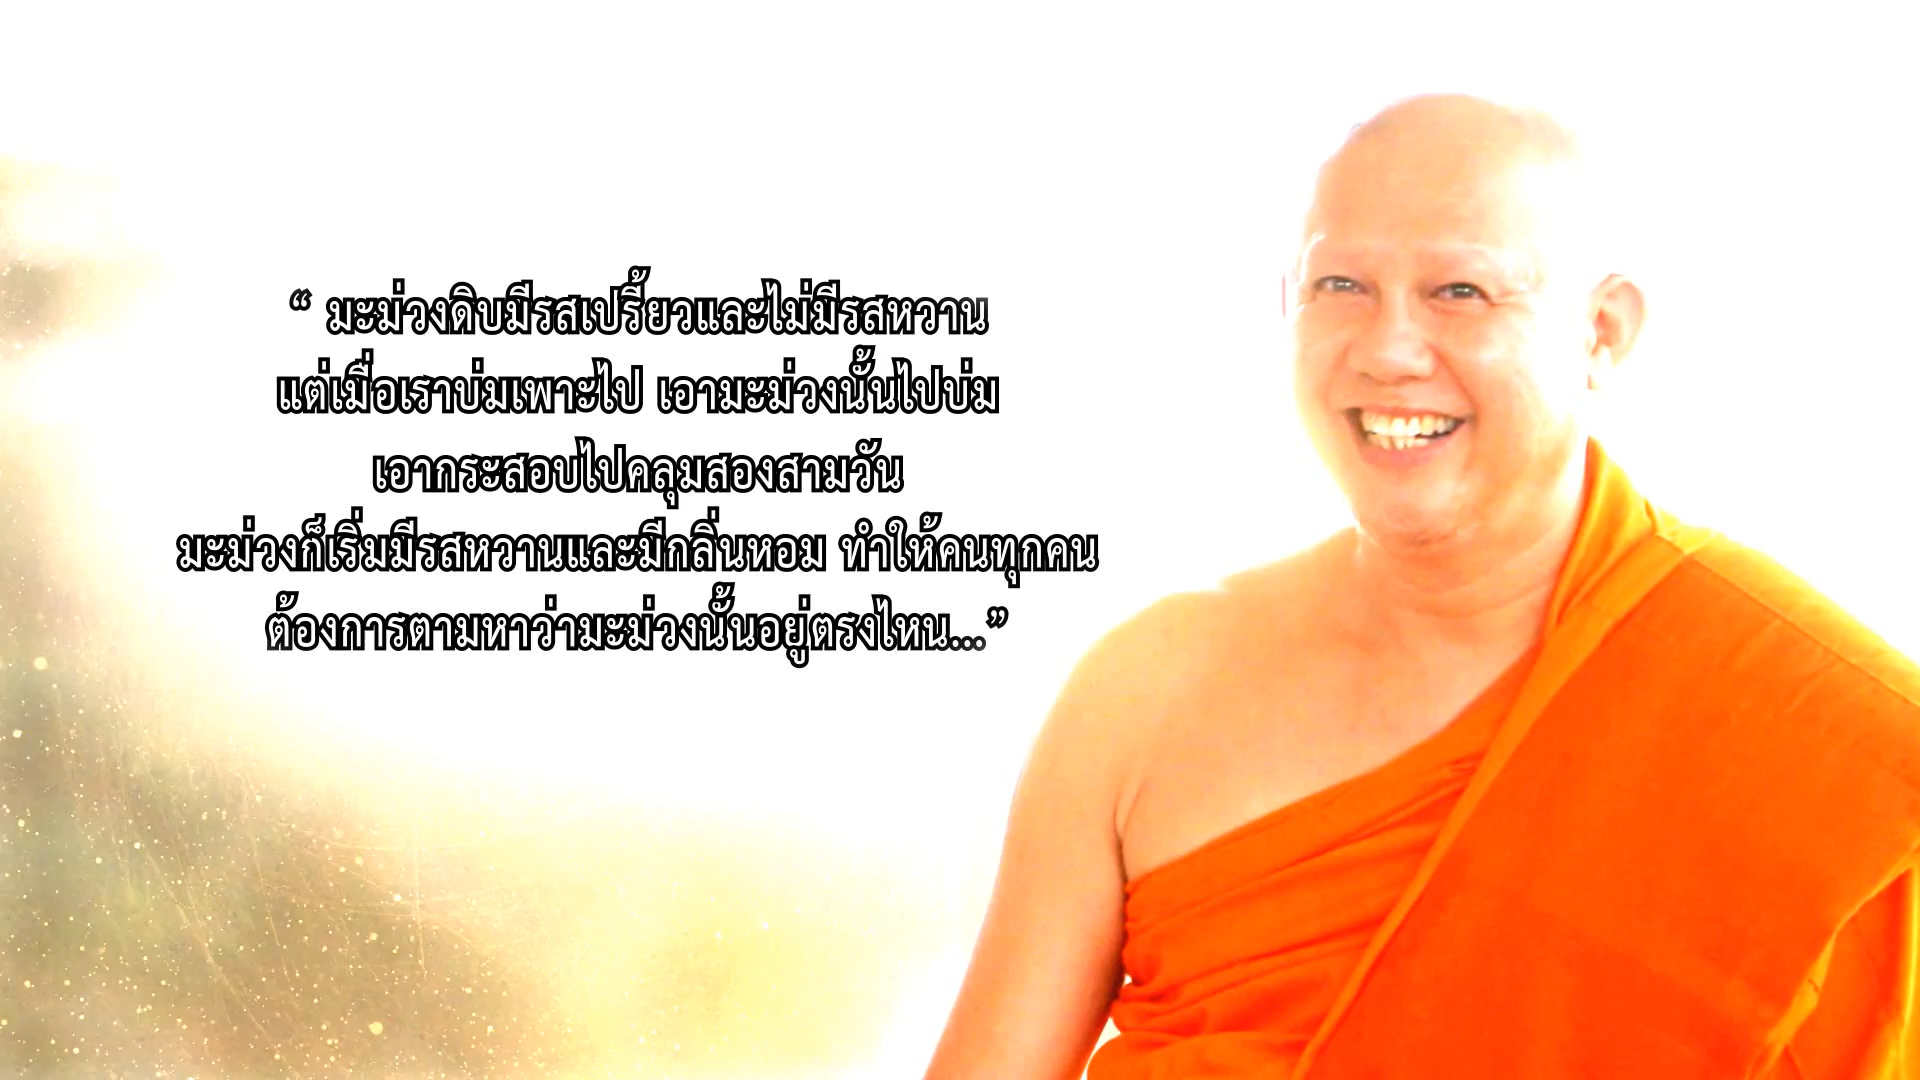 “ มะม่วงดิบมีรสเปรี้ยวและไม่มีรสหวาน
แต่เมื่อเราบ่มเพาะไป เอามะม่วงนั้นไปบ่ม
เอากระสอบไปคลุมสองสามวัน
มะม่วงก็เริ่มมีรสหวานและมีกลิ่นหอม ทำให้คนทุกคน
ต้องการตามหาว่ามะม่วงนั้นอยู่ตรงไหน...”